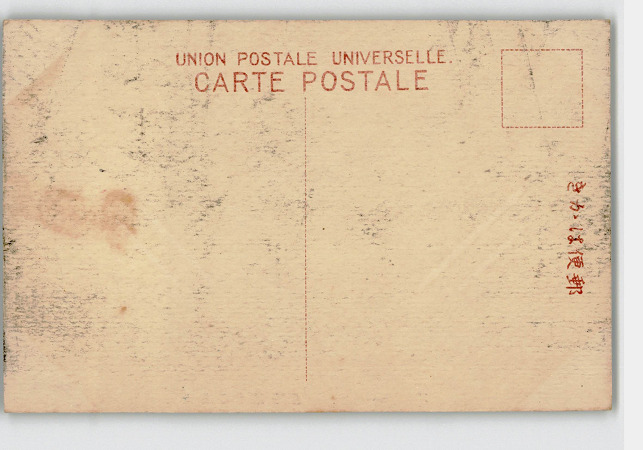 UNION POSTALE UNIVERSELLE.
CARTE POSTALE
郵便はかき